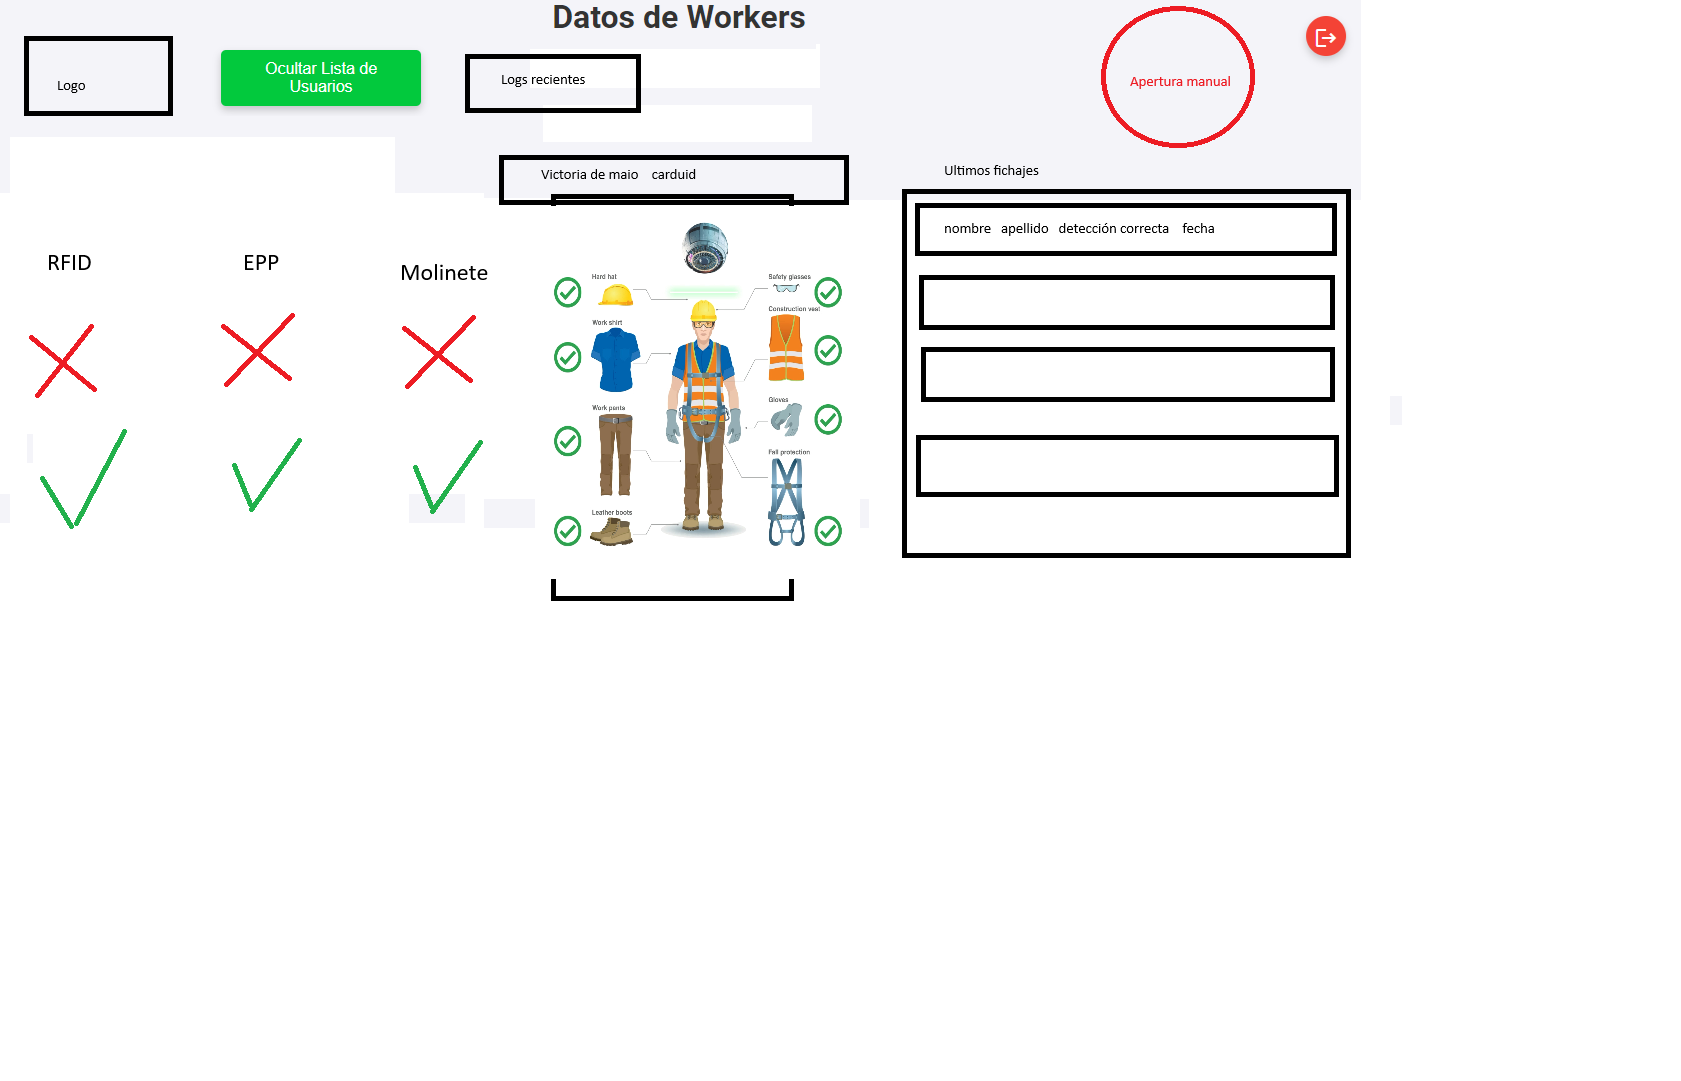 Datos de Workers
Logo
Ocultar Lista de
Usuarios
Logs recientes
Apertura manual
Victoria de maio carduid
Ultimos fichajes
nombre apellido detección correcta fecha
RFID
EPP
Molinete
Hard hat
Safety glasses
Construction vest
Work shirt
Work pants
Gloves
Fall protection
Leather boots